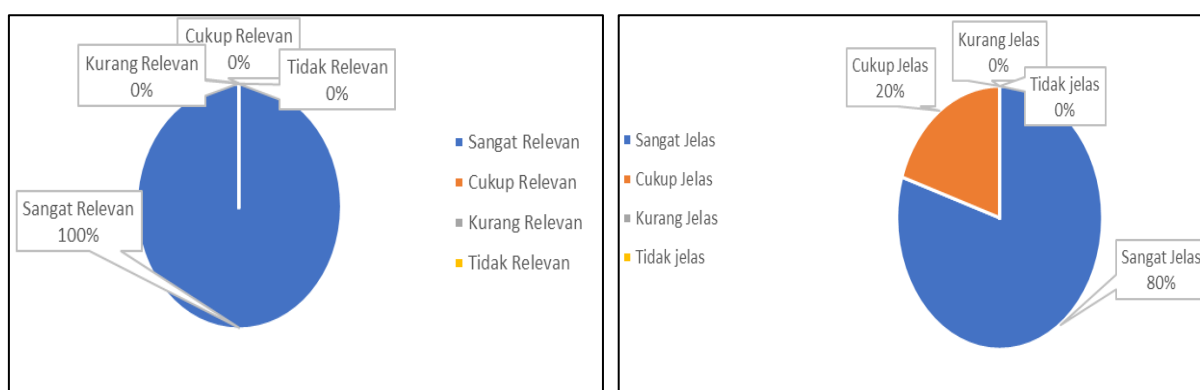 Cukup Relevan
0%
Kurang Relevan
0%
Tidak Relevan
0%
Sangat Relevan
100%
Sangat Relevan
Cukup Relevan
Kurang Relevan
Tidak Relevan
Kurang Jelas
0%
Cukup Jelas
20%
Tidak jelas
0%
Sangat Jelas
80%
Sangat Jelas
Cukup Jelas
Kurang Jelas
Tidak jelas